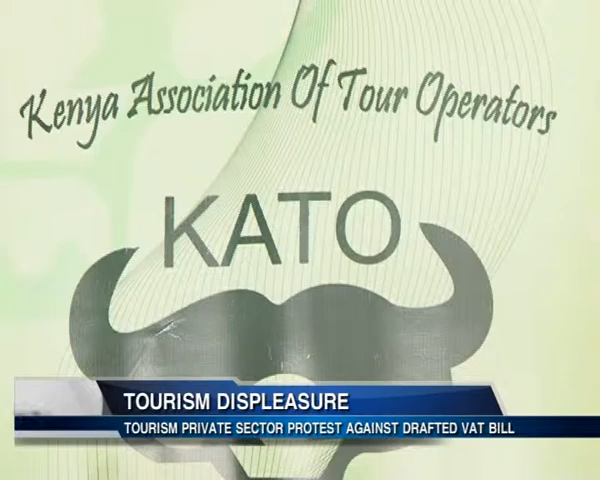 Kenya Association Of Tour Operators
KATO
TOURISM DISPLEASURE
TOURISM PRIVATE SECTOR PROTEST AGAINST DRAFTED VAT BILL